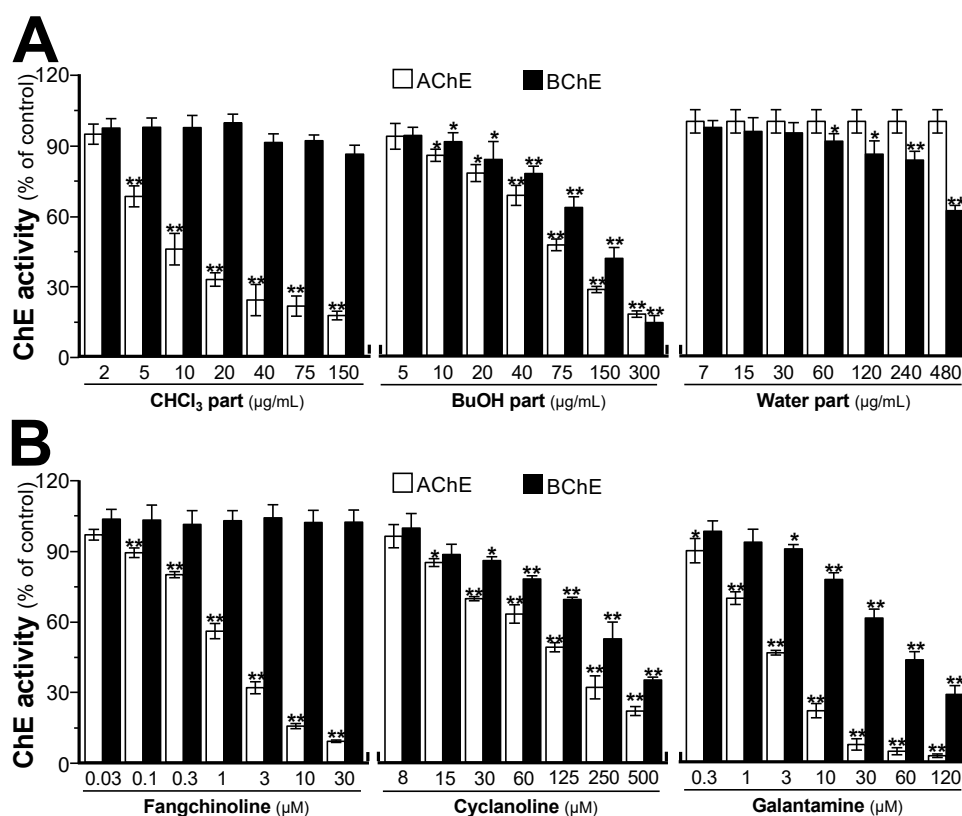 A
ChE activity (% of control)
120
90
60
30
0
AChE
BChE
** ** ** ** ** **
* * * * ** ** ** ** ** ** ** **
* * ** **
2 5 10 20 40 75 150
5 10 20 40 75 150 300
7 15 30 60 120 240 480
CHCl₃ part (µg/mL)
BuOH part (µg/mL)
Water part (µg/mL)
B
ChE activity (% of control)
120
90
60
30
0
AChE
BChE
** ** ** ** ** **
* ** * ** ** ** ** ** ** ** **
* ** ** * ** ** ** ** ** ** ** **
0.03 0.1 0.3 1 3 10 30
8 15 30 60 125 250 500
0.3 1 3 10 30 60 120
Fangchinoline (µM)
Cyclanoline (µM)
Galantamine (µM)